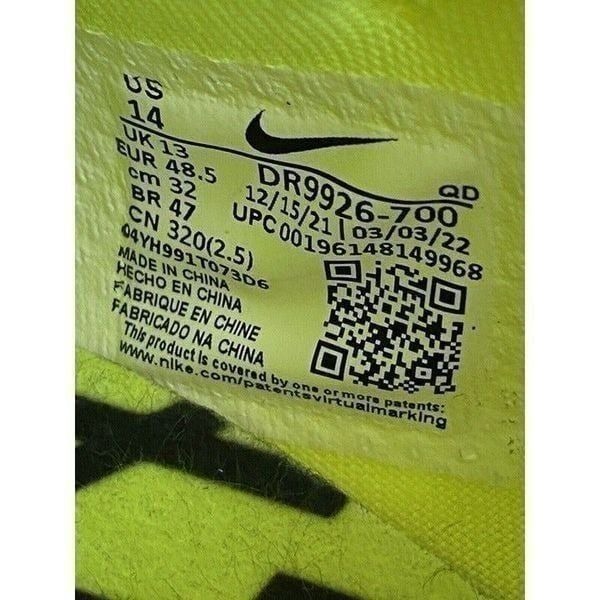 US
14
UK 13
EUR 48.5
cm 32
BR 47
CN 320(2.5)
QD
DR9926-700
12/15/21 | 03/03/22
UPC 00196148149968
04YH991T073D6
MADE IN CHINA
HECHO EN CHINA
FABRIQUE EN CHINE
FABRICADO NA CHINA
This product is covered by one or more patents:
www.nike.com/patentsvirtualmarking